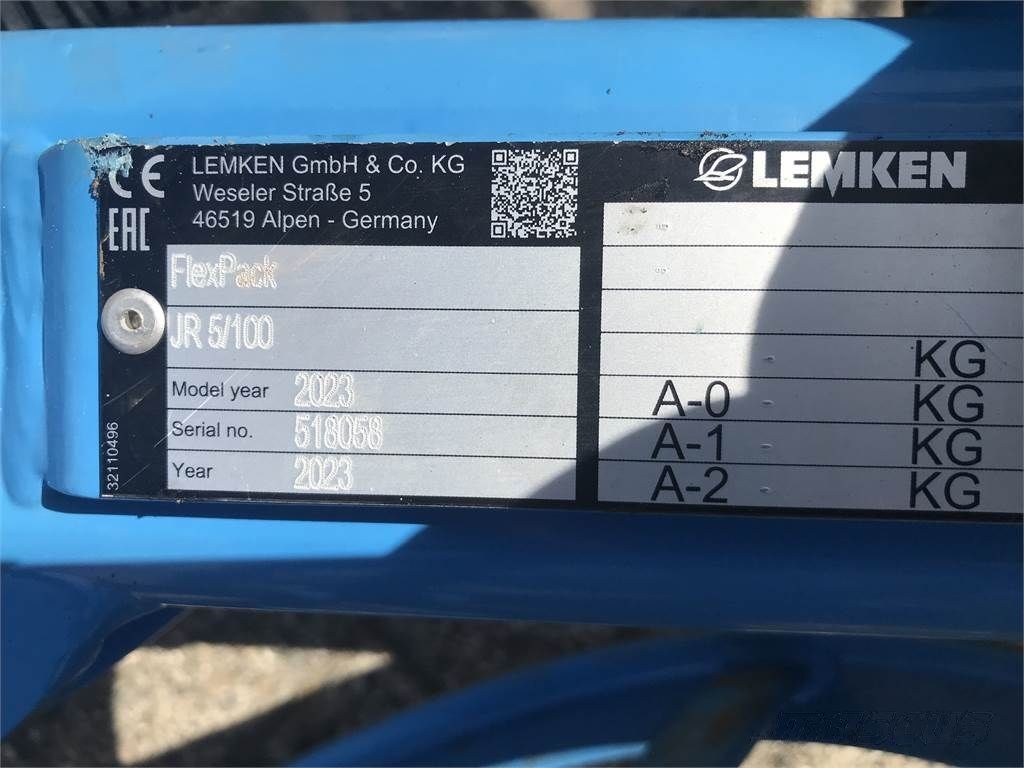 CE
EAC
LEMKEN GmbH & Co. KG
Weseler Straße 5
46519 Alpen - Germany
FlexPack
JR 5/100
Model year 2023
Serial no. 518058
Year 2023
32110496
LEMKEN
KG
A-0 - KG
A-1 - KG
A-2 - KG